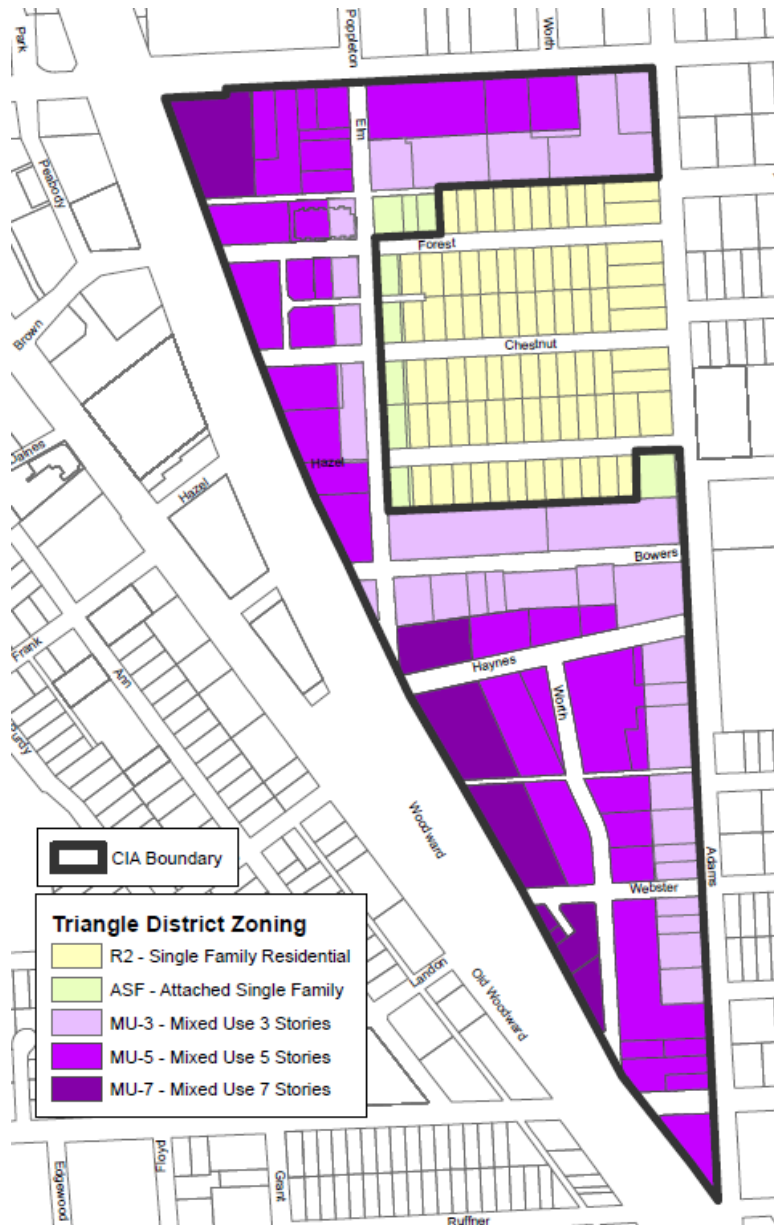 Park
Poppleton
Worth
Elm
Peabody
Forest
Brown
Chestnut
Hazel
Hazel
Bowers
Frank
Ann
Haynes
Worth
Woodward
Adams
CIA Boundary
Webster
Triangle District Zoning
R2 - Single Family Residential
ASF - Attached Single Family
MU-3 - Mixed Use 3 Stories
MU-5 - Mixed Use 5 Stories
MU-7 - Mixed Use 7 Stories
Landon
Old Woodward
Edgewood
Floyd
Grant
Ruffner